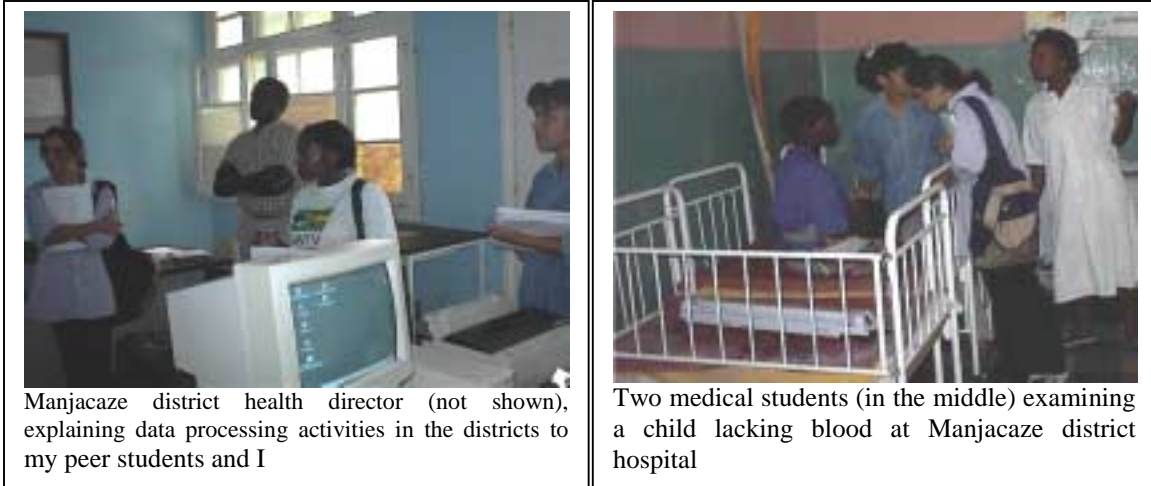 Manjacaze district health director (not shown),
explaining data processing activities in the districts to
my peer students and I
Two medical students (in the middle) examining
a child lacking blood at Manjacaze district
hospital